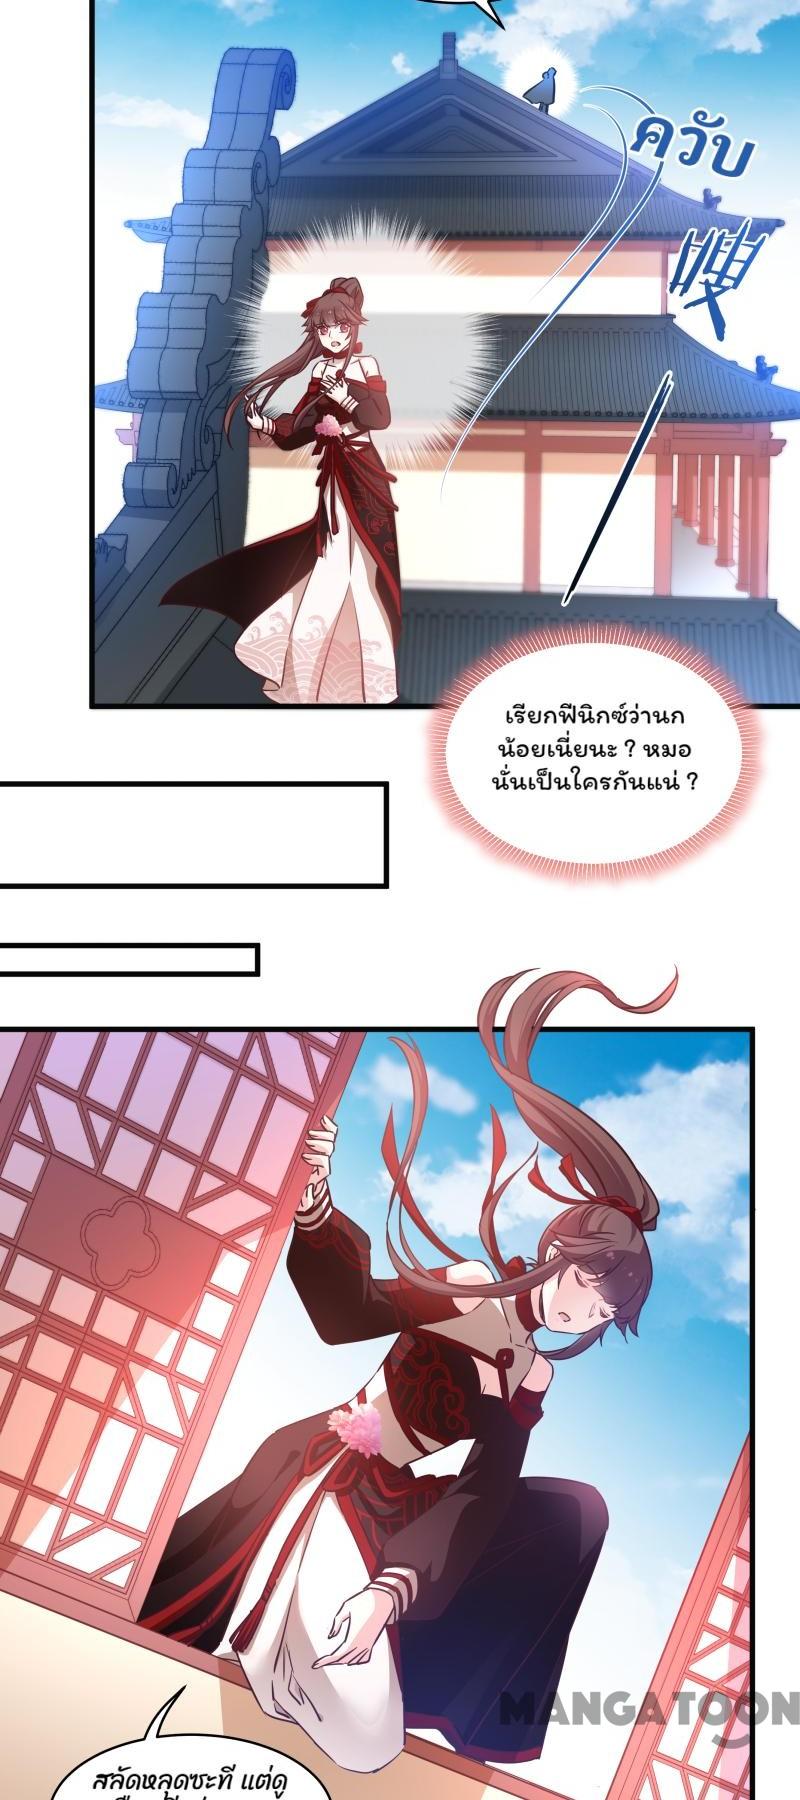 ควับ
嗖
เรียกฟีนิกซ์ว่านก
น้อยเนี่ยนะ ? หมอ
นั่นเป็นใครกันแน่ ?
MANGATOON
สลัดหลุดซะที แต่ดู